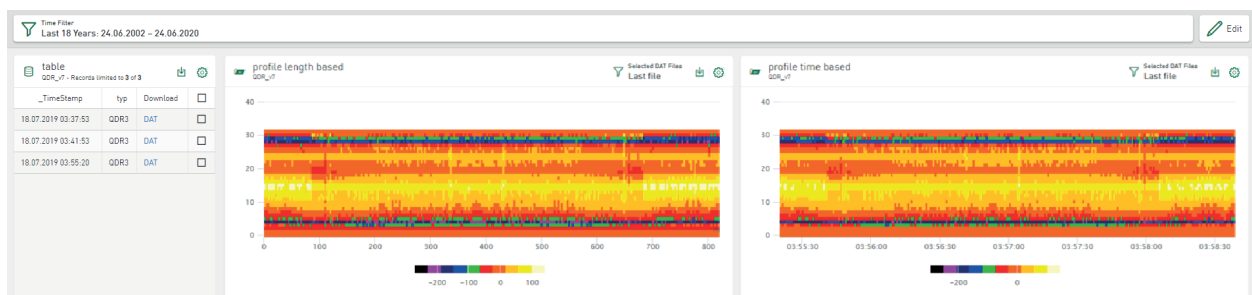 Time Filter
Last 18 Years: 24.06.2002 – 24.06.2020
Edit
table
QDR_v7 - Records limited to 3 of 3
_TimeStamp typ Download
18.07.2019 03:37:53 QDR3 DAT
18.07.2019 03:41:53 QDR3 DAT
18.07.2019 03:55:20 QDR3 DAT
profile length based
QDR_v7
Selected DAT Files
Last file
40
30
20
10
0
0 100 200 300 400 500 600 700 800
-200 -100 0 100
profile time based
QDR_v7
Selected DAT Files
Last file
40
30
20
10
0
03:55:30 03:56:00 03:56:30 03:57:00 03:57:30 03:58:00 03:58:30
-200 0